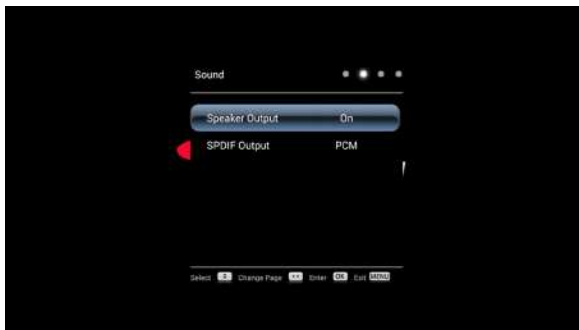 Sound
Speaker Output On
SPDIF Output PCM
Select Change Page Enter OK Exit MENU